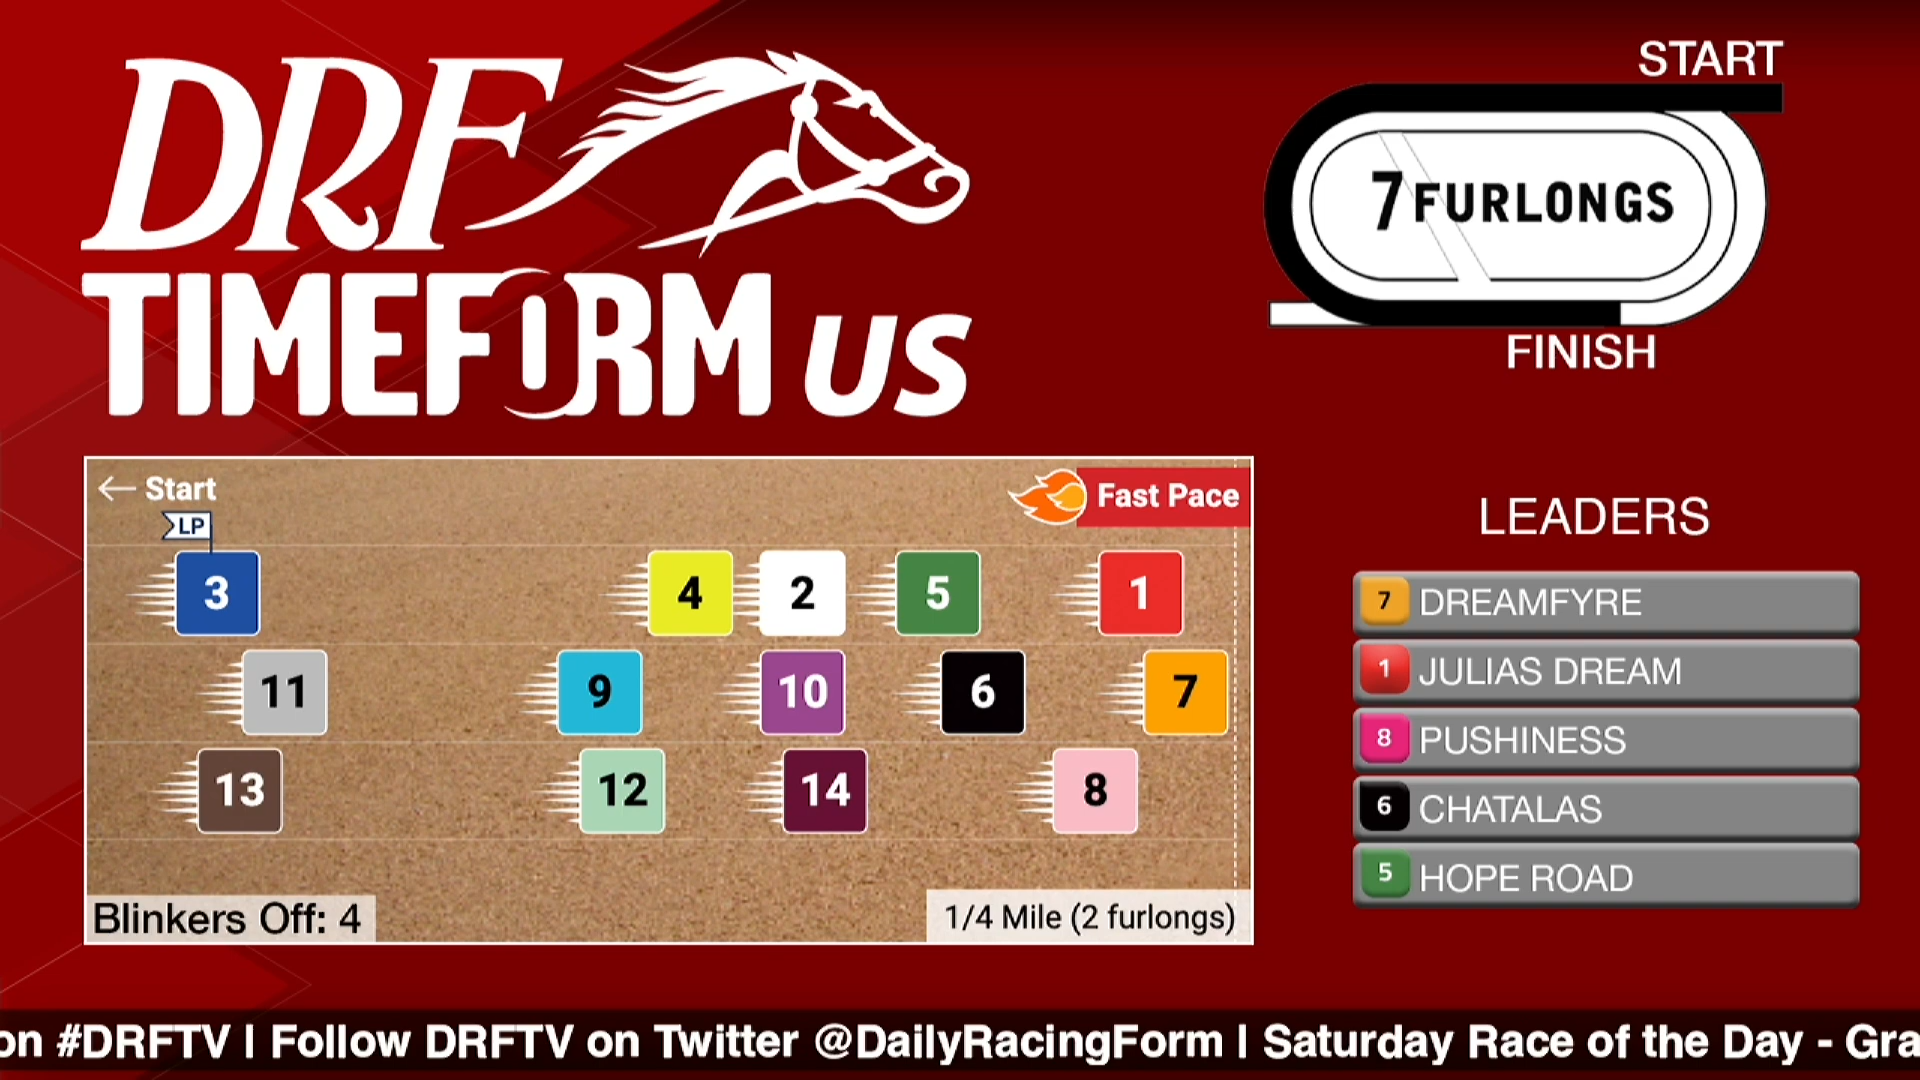 DRF
TIMEFORM US
START
7 FURLONGS
FINISH
← Start
LP
Fast Pace
3
4
2
5
1
11
9
10
6
7
13
12
14
8
Blinkers Off: 4
1/4 Mile (2 furlongs)
LEADERS
7 DREAMFYRE
1 JULIAS DREAM
8 PUSHINESS
6 CHATALAS
5 HOPE ROAD
on #DRFTV | Follow DRFTV on Twitter @DailyRacingForm | Saturday Race of the Day - Gra